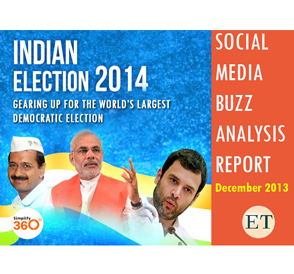 INDIAN
ELECTION 2014
GEARING UP FOR THE WORLD'S LARGEST
DEMOCRATIC ELECTION
Simplify
360°
SOCIAL
MEDIA
BUZZ
ANALYSIS
REPORT
December 2013
ET